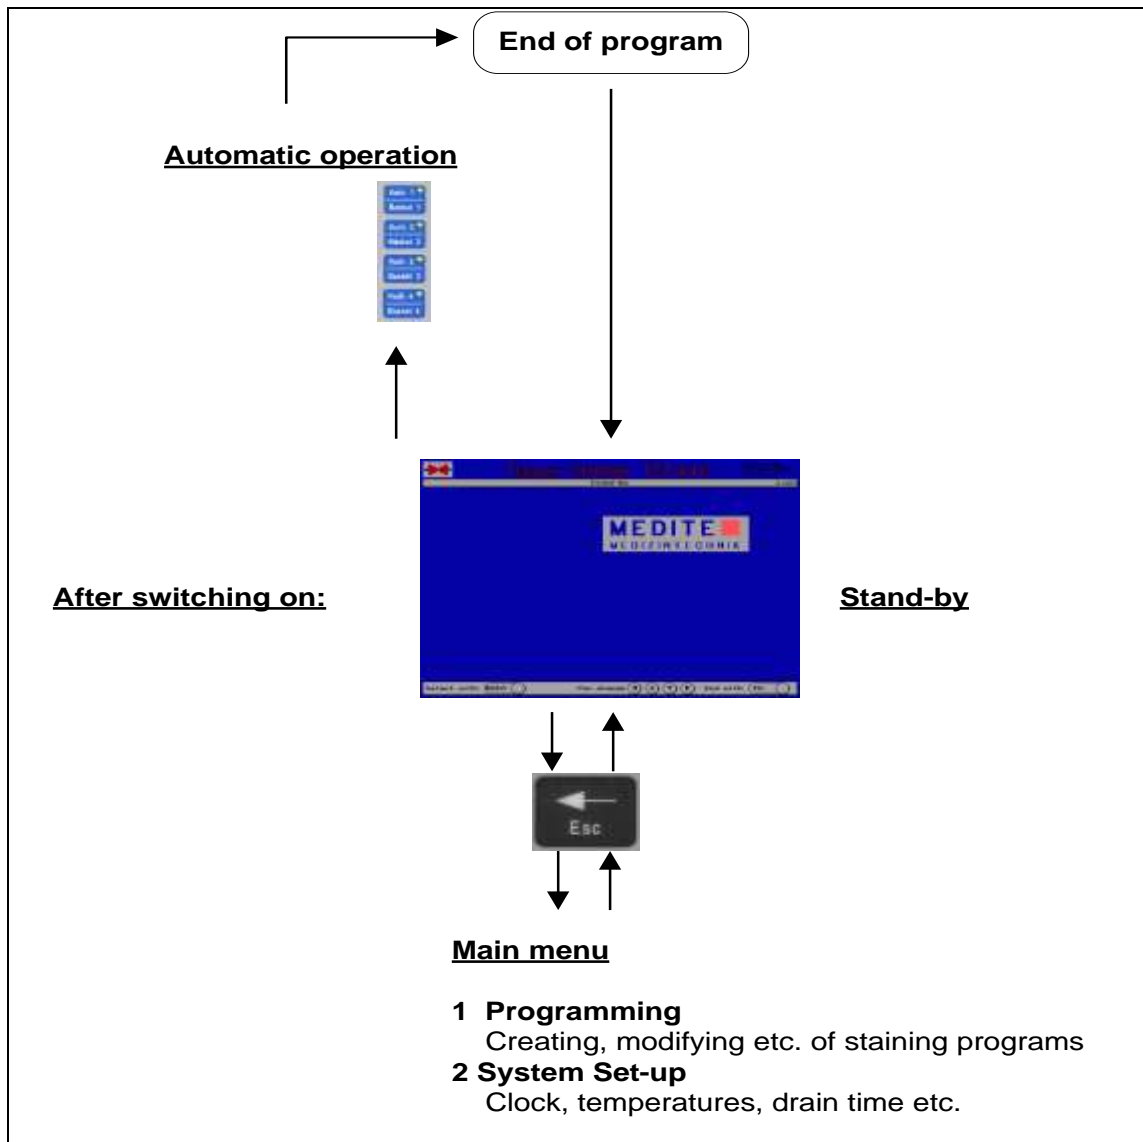 End of program
Automatic operation
MEDITE
MEDIZINTECHNIK
After switching on:
Stand-by
Esc
Main menu
1 Programming
Creating, modifying etc. of staining programs
2 System Set-up
Clock, temperatures, drain time etc.